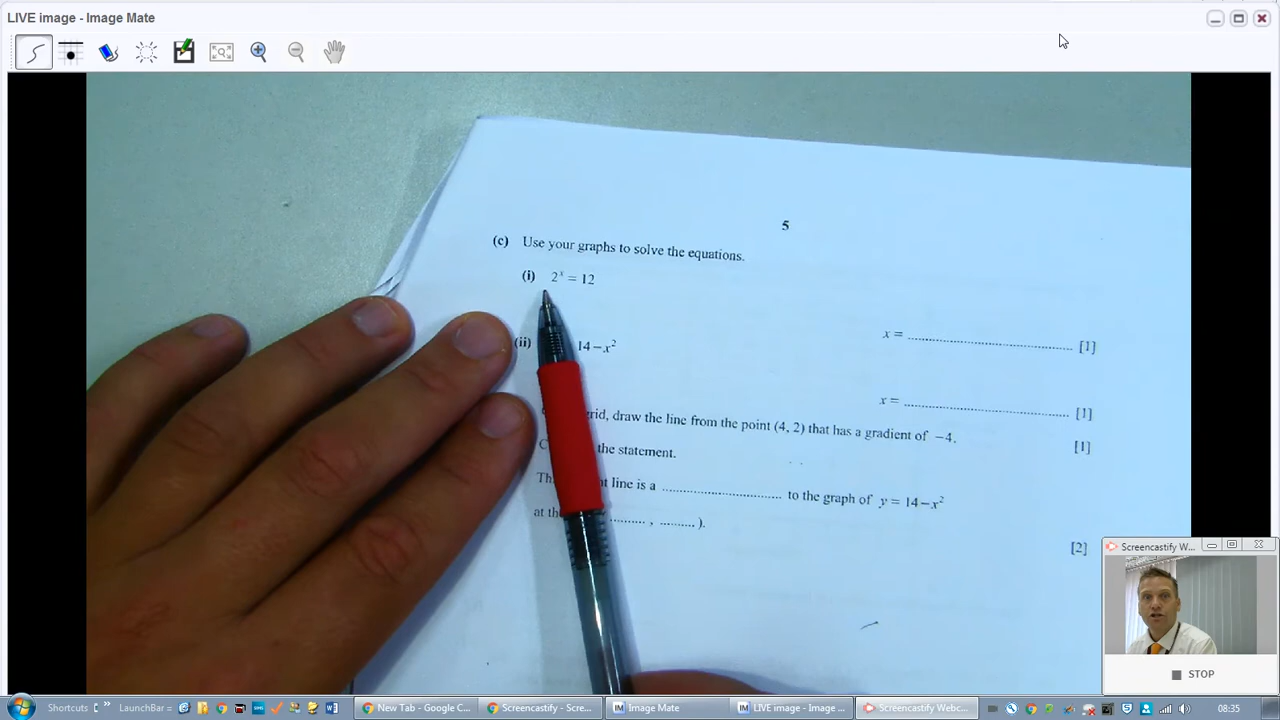 LIVE image - Image Mate
5
(c) Use your graphs to solve the equations.
(i) 2ˣ = 12
x = ........................................ [1]
(ii) 14 – x²
x = ........................................ [1]
grid, draw the line from the point (4, 2) that has a gradient of –4. [1]
the statement.
line is a .............................. to the graph of y = 14 – x²
at the ........., ......... ).
[2]
Screencastify W...
STOP
Shortcuts
LaunchBar
New Tab - Google C...
Screencastify - Scre...
Image Mate
LIVE image - Image ...
Screencastify Webc...
08:35